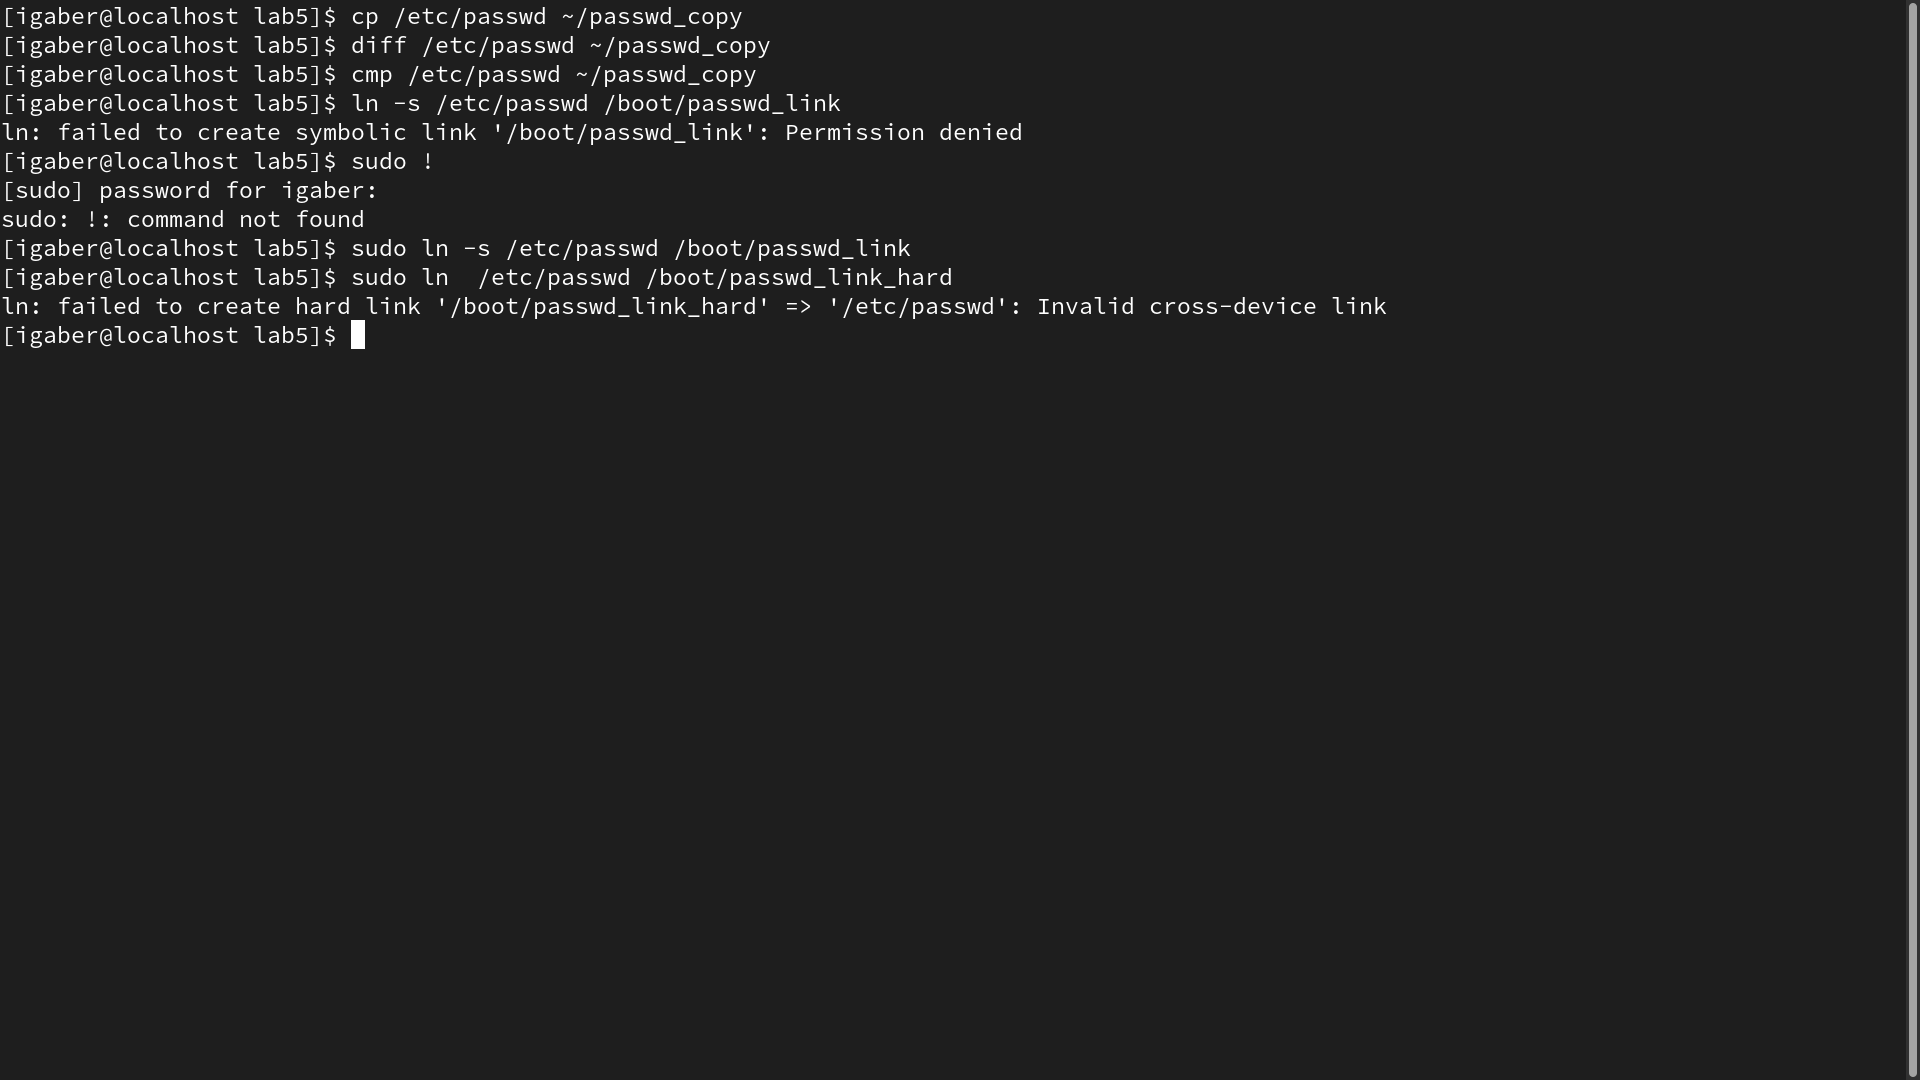 [igaber@localhost lab5]$ cp /etc/passwd ~/passwd_copy
[igaber@localhost lab5]$ diff /etc/passwd ~/passwd_copy
[igaber@localhost lab5]$ cmp /etc/passwd ~/passwd_copy
[igaber@localhost lab5]$ ln -s /etc/passwd /boot/passwd_link
ln: failed to create symbolic link '/boot/passwd_link': Permission denied
[igaber@localhost lab5]$ sudo !
[sudo] password for igaber:
sudo: !: command not found
[igaber@localhost lab5]$ sudo ln -s /etc/passwd /boot/passwd_link
[igaber@localhost lab5]$ sudo ln  /etc/passwd /boot/passwd_link_hard
ln: failed to create hard link '/boot/passwd_link_hard' => '/etc/passwd': Invalid cross-device link
[igaber@localhost lab5]$